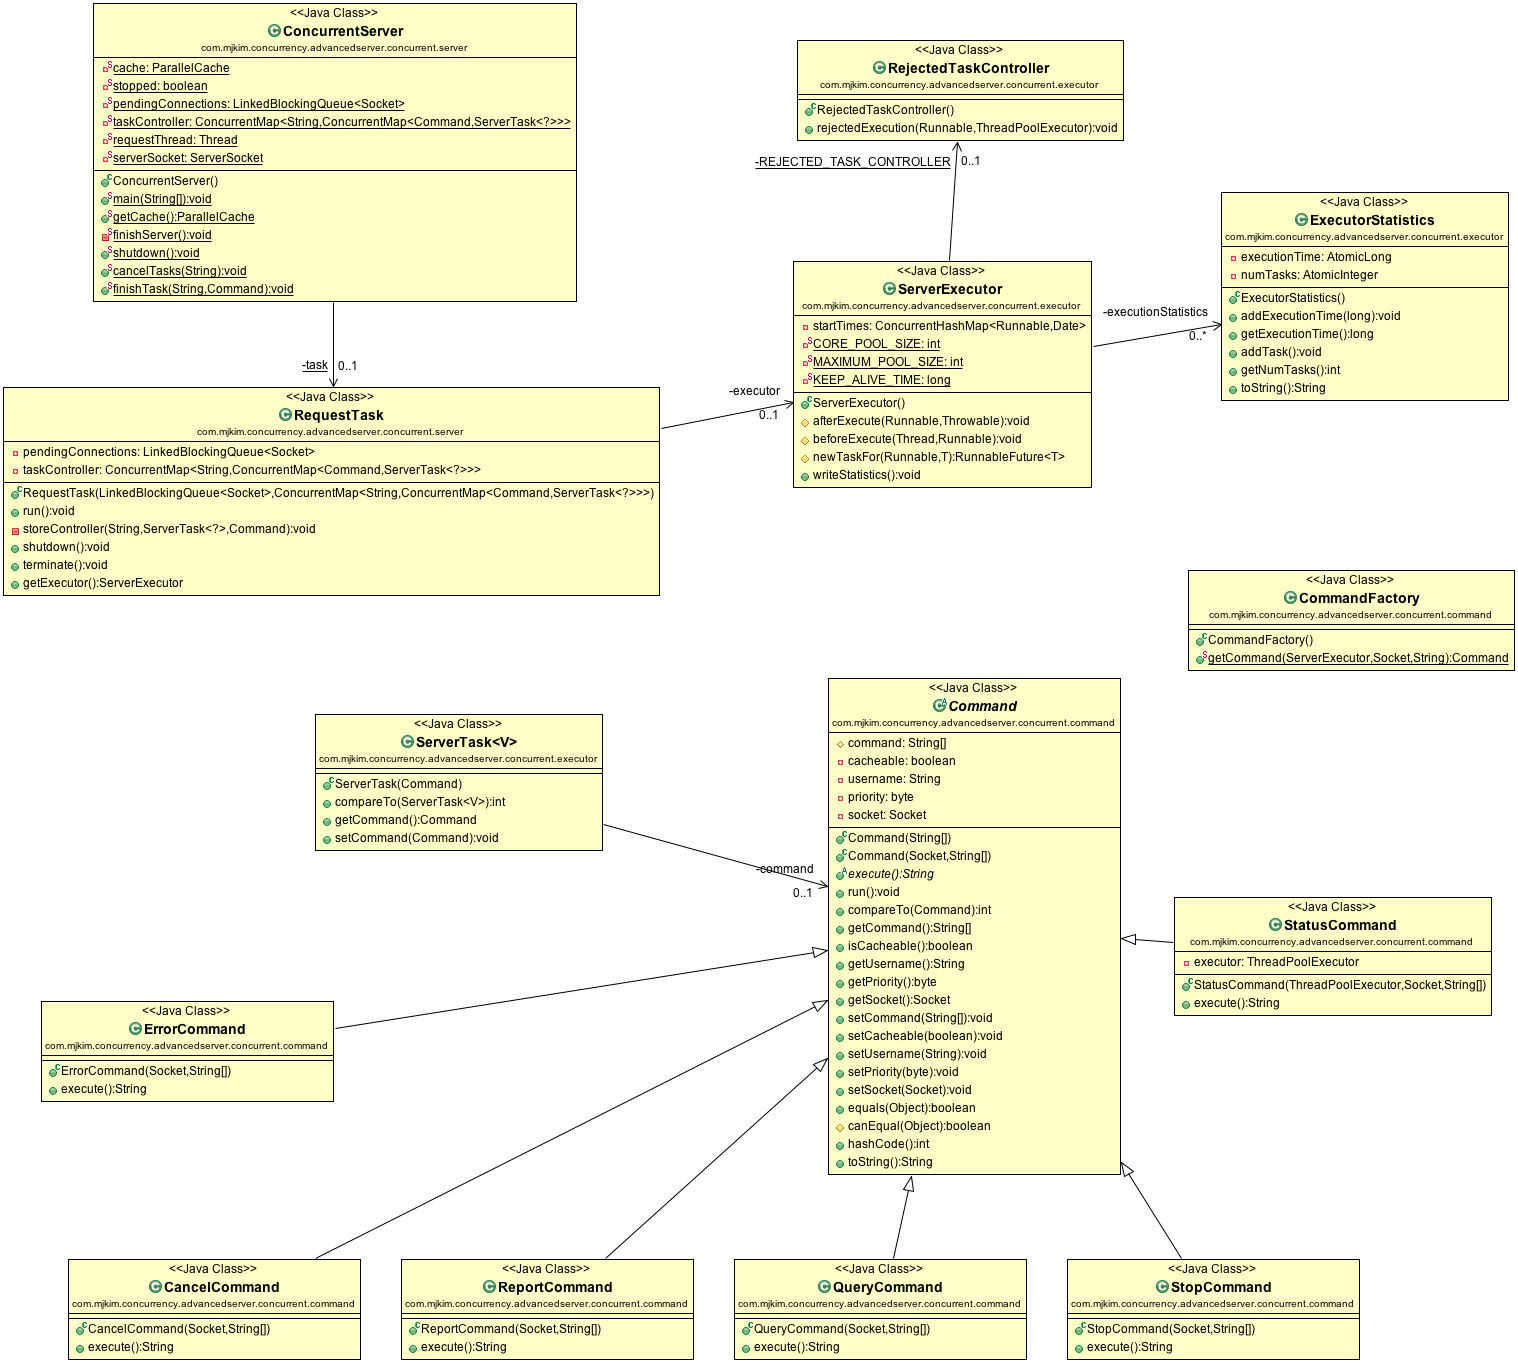 <<Java Class>>
ConcurrentServer
com.mjkim.concurrency.advancedserver.concurrent.server
cache: ParallelCache
stopped: boolean
pendingConnections: LinkedBlockingQueue<Socket>
taskController: ConcurrentMap<String,ConcurrentMap<Command,ServerTask<?>>>
requestThread: Thread
serverSocket: ServerSocket
ConcurrentServer()
main(String[]):void
getCache():ParallelCache
finishServer():void
shutdown():void
cancelTasks(String):void
finishTask(String,Command):void
<<Java Class>>
RejectedTaskController
com.mjkim.concurrency.advancedserver.concurrent.executor
RejectedTaskController()
rejectedExecution(Runnable,ThreadPoolExecutor):void
-REJECTED_TASK_CONTROLLER
0..1
<<Java Class>>
ExecutorStatistics
com.mjkim.concurrency.advancedserver.concurrent.executor
executionTime: AtomicLong
numTasks: AtomicInteger
ExecutorStatistics()
addExecutionTime(long):void
getExecutionTime():long
addTask():void
getNumTasks():int
toString():String
<<Java Class>>
ServerExecutor
com.mjkim.concurrency.advancedserver.concurrent.executor
startTimes: ConcurrentHashMap<Runnable,Date>
CORE_POOL_SIZE: int
MAXIMUM_POOL_SIZE: int
KEEP_ALIVE_TIME: long
ServerExecutor()
afterExecute(Runnable,Throwable):void
beforeExecute(Thread,Runnable):void
newTaskFor(Runnable,T):RunnableFuture<T>
writeStatistics():void
-executionStatistics
0..*
-task
0..1
<<Java Class>>
RequestTask
com.mjkim.concurrency.advancedserver.concurrent.server
pendingConnections: LinkedBlockingQueue<Socket>
taskController: ConcurrentMap<String,ConcurrentMap<Command,ServerTask<?>>>
RequestTask(LinkedBlockingQueue<Socket>,ConcurrentMap<String,ConcurrentMap<Command,ServerTask<?>>>)
run():void
storeController(String,ServerTask<?>,Command):void
shutdown():void
terminate():void
getExecutor():ServerExecutor
-executor
0..1
<<Java Class>>
CommandFactory
com.mjkim.concurrency.advancedserver.concurrent.command
CommandFactory()
getCommand(ServerExecutor,Socket,String):Command
<<Java Class>>
Command
com.mjkim.concurrency.advancedserver.concurrent.command
command: String[]
cacheable: boolean
username: String
priority: byte
socket: Socket
Command(String[])
Command(Socket,String[])
execute():String
run():void
compareTo(Command):int
getCommand():String[]
isCacheable():boolean
getUsername():String
getPriority():byte
getSocket():Socket
setCommand(String[]):void
setCacheable(boolean):void
setUsername(String):void
setPriority(byte):void
setSocket(Socket):void
equals(Object):boolean
canEqual(Object):boolean
hashCode():int
toString():String
<<Java Class>>
ServerTask<V>
com.mjkim.concurrency.advancedserver.concurrent.executor
ServerTask(Command)
compareTo(ServerTask<V>):int
getCommand():Command
setCommand(Command):void
-command
0..1
<<Java Class>>
StatusCommand
com.mjkim.concurrency.advancedserver.concurrent.command
executor: ThreadPoolExecutor
StatusCommand(ThreadPoolExecutor,Socket,String[])
execute():String
<<Java Class>>
ErrorCommand
com.mjkim.concurrency.advancedserver.concurrent.command
ErrorCommand(Socket,String[])
execute():String
<<Java Class>>
CancelCommand
com.mjkim.concurrency.advancedserver.concurrent.command
CancelCommand(Socket,String[])
execute():String
<<Java Class>>
ReportCommand
com.mjkim.concurrency.advancedserver.concurrent.command
ReportCommand(Socket,String[])
execute():String
<<Java Class>>
QueryCommand
com.mjkim.concurrency.advancedserver.concurrent.command
QueryCommand(Socket,String[])
execute():String
<<Java Class>>
StopCommand
com.mjkim.concurrency.advancedserver.concurrent.command
StopCommand(Socket,String[])
execute():String